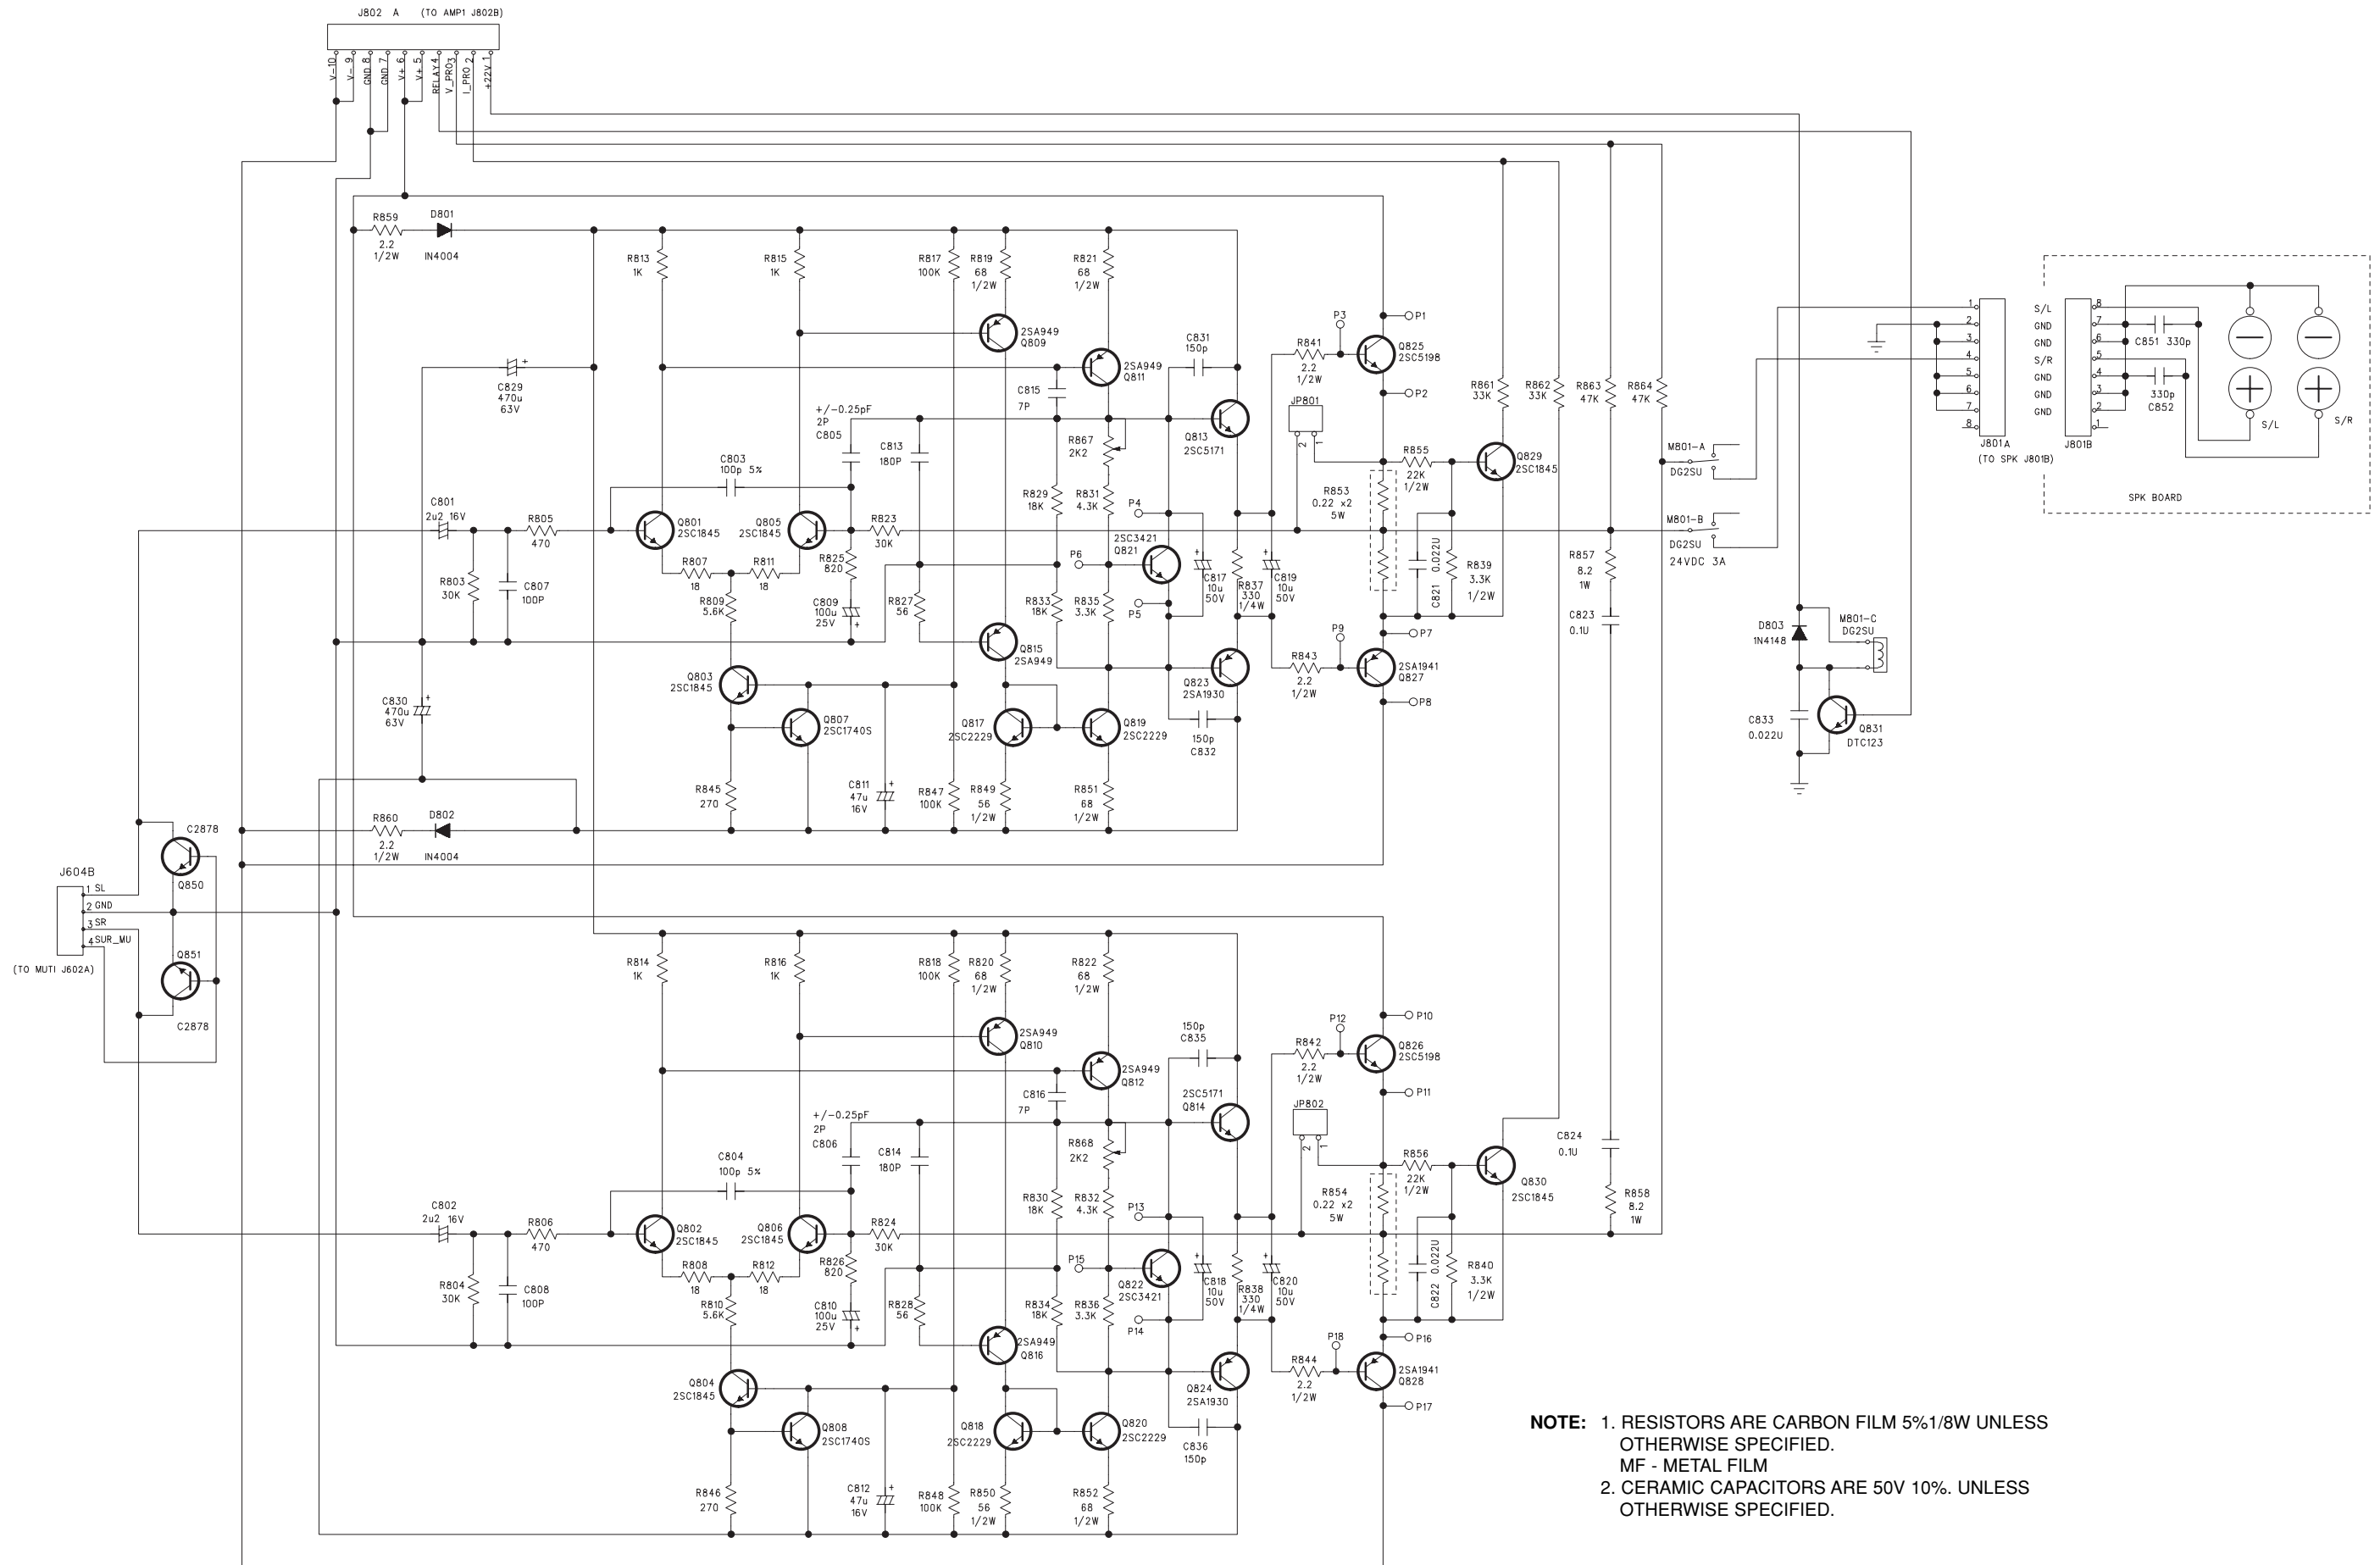 J802 A (TO AMP1 J802B)
V-10
V- 9
GND 8
GND 7
V+ 6
V+ 5
RELAY4
V_PRO3
I_PRO 2
+22V 1
R859
2.2
1/2W
D801
IN4004
R813
1K
R815
1K
R817
100K
R819
68
1/2W
R821
68
1/2W
2SA949
Q809
2SA949
Q811
C831
150p
C829
470u
63V
+
C815
7P
+/-0.25pF
2P
C805
C813
180P
R867
2K2
Q813
2SC5171
C803
100p 5%
R829
18K
R831
4.3K
P4
C801
2u2 16V
R805
470
Q801
2SC1845
Q805
2SC1845
R823
30K
2SC3421
Q821
P6
R803
30K
C807
100P
R807
18
R811
18
R825
820
R809
5.6K
C809
100u
25V
+
R827
56
R833
18K
R835
3.3K
P5
+
C817
10u
50V
R837
330
1/4W
+
C819
10u
50V
Q815
2SA949
Q803
2SC1845
Q807
2SC1740S
Q817
2SC2229
Q819
2SC2229
Q823
2SA1930
150p
C832
C830
470u
63V
+
R845
270
C811
47u
16V
+
R847
100K
R849
56
1/2W
R851
68
1/2W
R860
2.2
1/2W
D802
IN4004
P3
P1
R841
2.2
1/2W
Q825
2SC5198
P2
JP801
2
1
R855
22K
1/2W
R853
0.22 x2
5W
C821 0.022U
R839
3.3K
1/2W
P9
P7
R843
2.2
1/2W
2SA1941
Q827
P8
R861
33K
R862
33K
R863
47K
R864
47K
Q829
2SC1845
M801-A
DG2SU
M801-B
DG2SU
24VDC 3A
R857
8.2
1W
C823
0.1U
D803
1N4148
M801-C
DG2SU
C833
0.022U
Q831
DTC123
1
2
3
4
5
6
7
8
J801A
(TO SPK J801B)
S/L
GND
GND
S/R
GND
GND
GND
8
7
6
5
4
3
2
1
J801B
C851 330p
330p
C852
S/L
S/R
SPK BOARD
C2878
Q850
J604B
1 SL
2 GND
3 SR
4 SUR_MU
(TO MUTI J602A)
Q851
C2878
R814
1K
R816
1K
R818
100K
R820
68
1/2W
R822
68
1/2W
2SA949
Q810
2SA949
Q812
150p
C835
C816
7P
2SC5171
Q814
+/-0.25pF
2P
C806
C814
180P
R868
2K2
C804
100p 5%
R830
18K
R832
4.3K
P13
C802
2u2 16V
R806
470
Q802
2SC1845
Q806
2SC1845
R824
30K
P15
Q822
2SC3421
R804
30K
C808
100P
R808
18
R812
18
R826
820
R810
5.6K
C810
100u
25V
+
R828
56
R834
18K
R836
3.3K
P14
+
C818
10u
50V
R838
330
1/4W
+
C820
10u
50V
2SA949
Q816
Q804
2SC1845
Q808
2SC1740S
Q818
2SC2229
Q820
2SC2229
Q824
2SA1930
C836
150p
R846
270
C812
47u
16V
+
R848
100K
R850
56
1/2W
R852
68
1/2W
P12
P10
R842
2.2
1/2W
Q826
2SC5198
P11
JP802
2
1
R856
22K
1/2W
Q830
2SC1845
R854
0.22 x2
5W
C822 0.022U
R840
3.3K
1/2W
P18
P16
R844
2.2
1/2W
2SA1941
Q828
P17
C824
0.1U
R858
8.2
1W
NOTE: 1. RESISTORS ARE CARBON FILM 5%1/8W UNLESS
OTHERWISE SPECIFIED.
MF - METAL FILM
2. CERAMIC CAPACITORS ARE 50V 10%. UNLESS
OTHERWISE SPECIFIED.